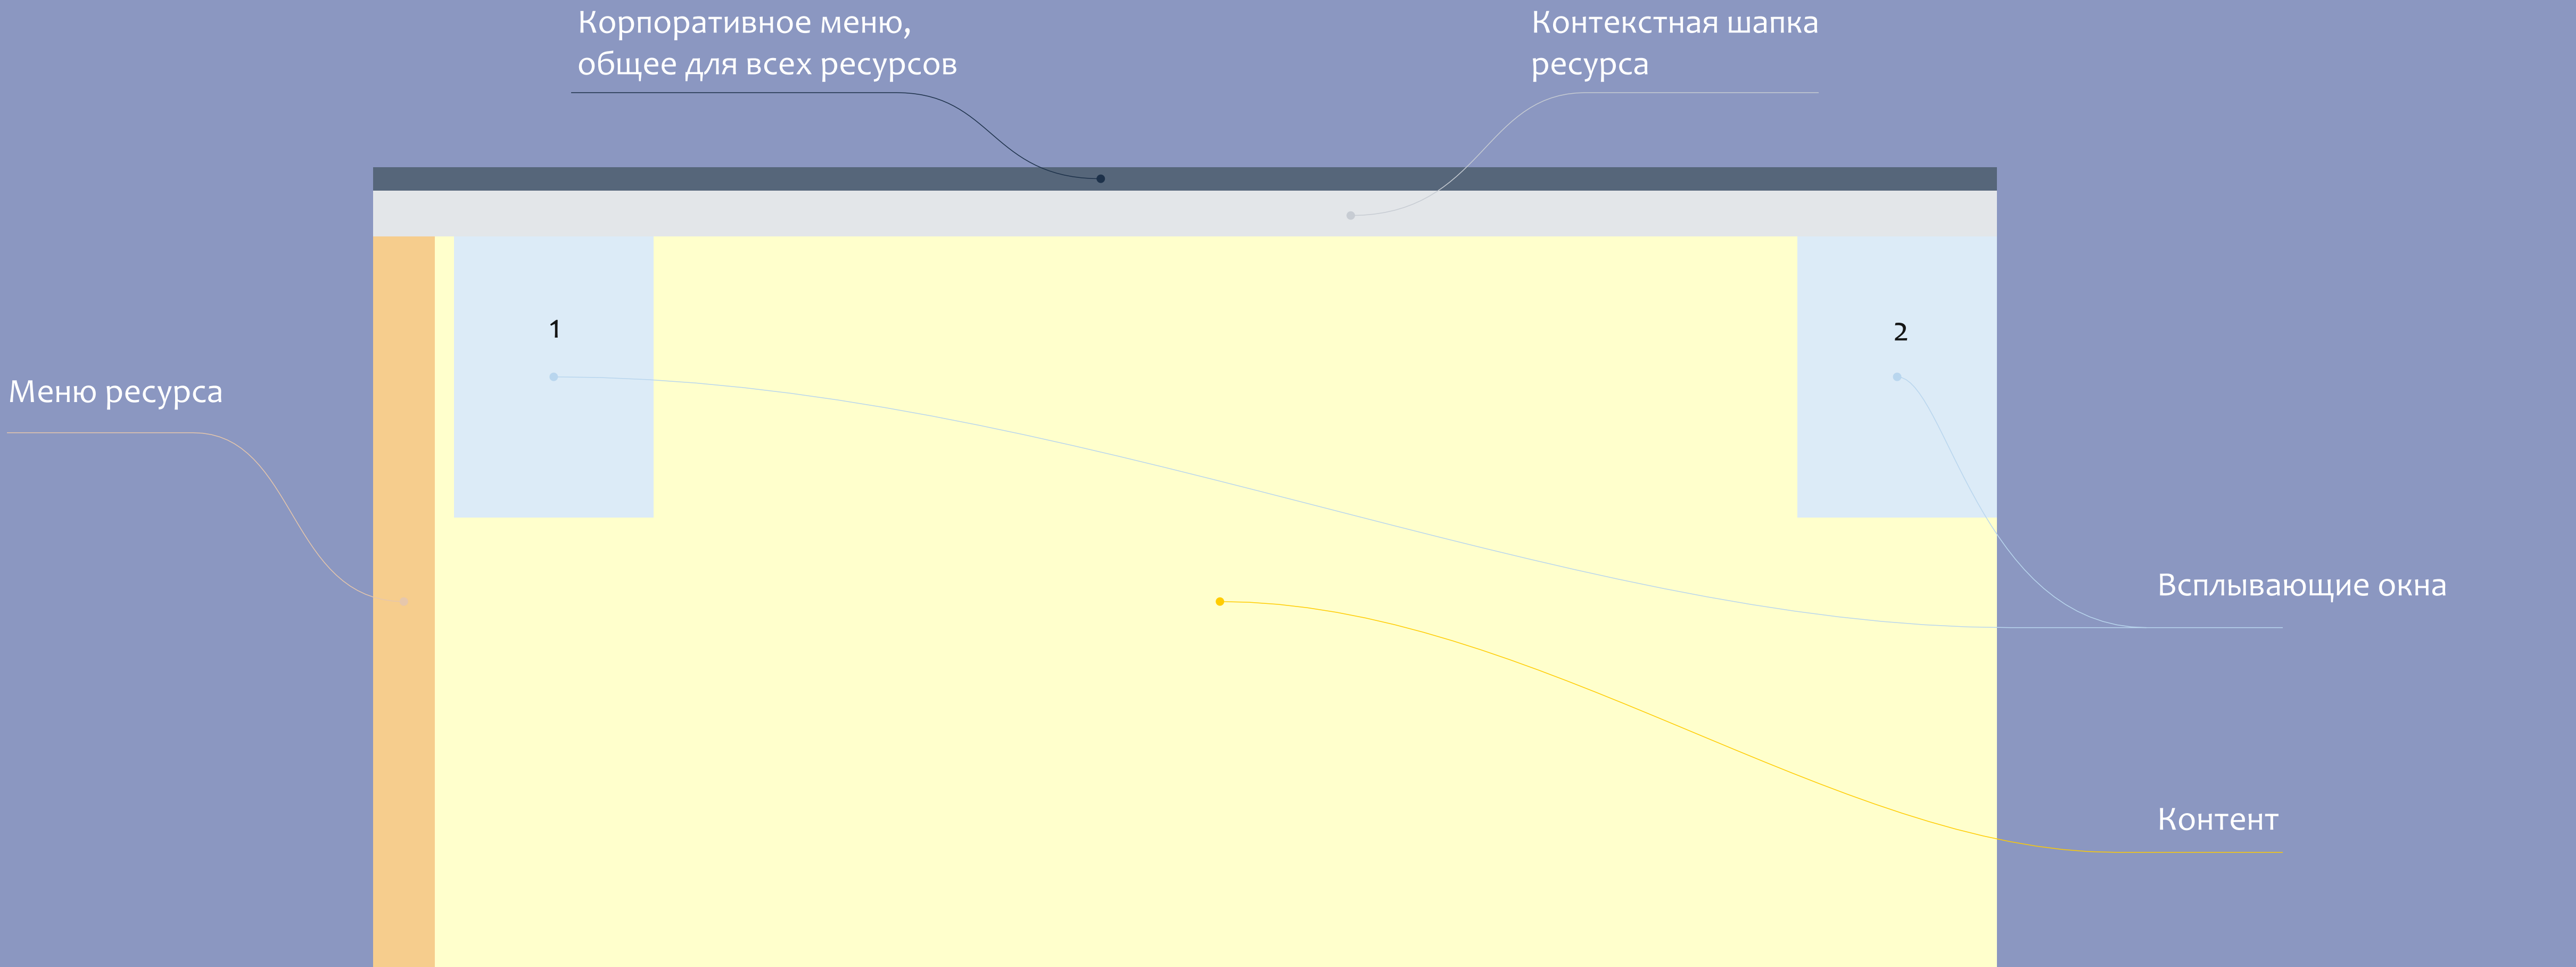 Корпоративное меню,
общее для всех ресурсов
Контекстная шапка
ресурса
1
2
Меню ресурса
Всплывающие окна
Контент